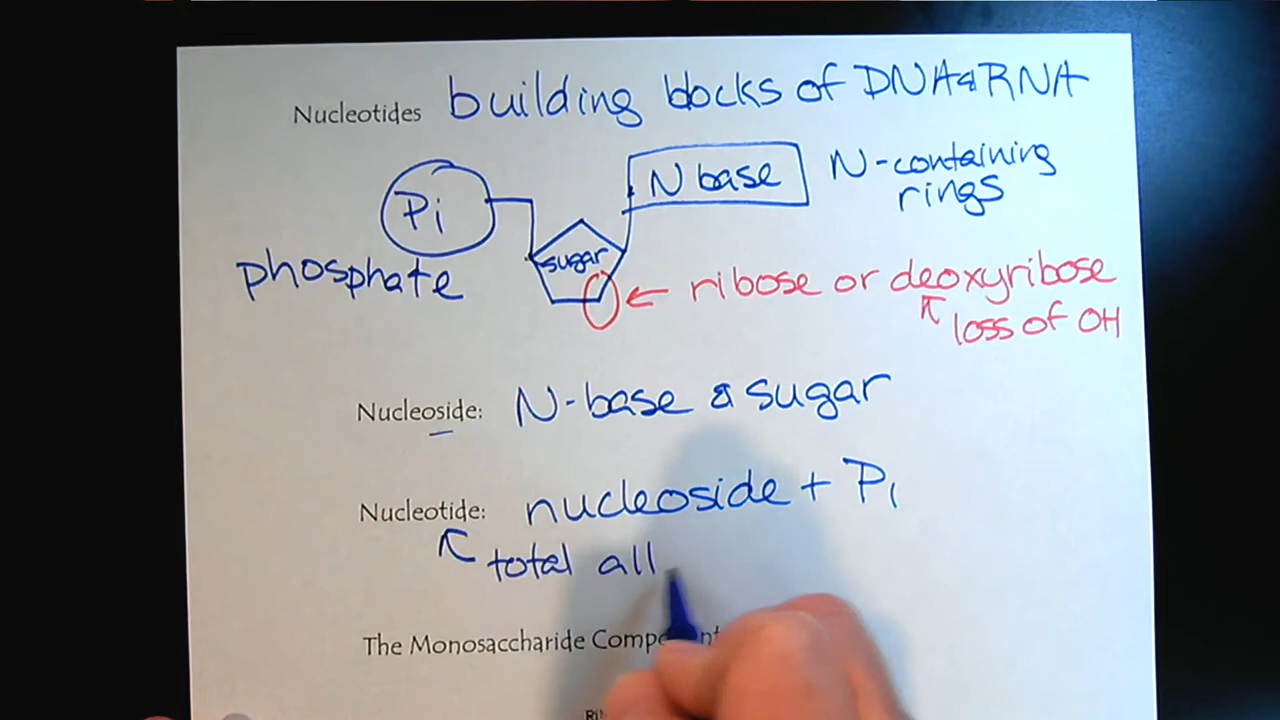 Nucleotides building blocks of DNA & RNA
Pi
N base
N-containing
rings
sugar
phosphate
ribose or deoxyribose
loss of OH
Nucleoside: N-base & sugar
Nucleotide: nucleoside + Pi
total all
The Monosaccharide